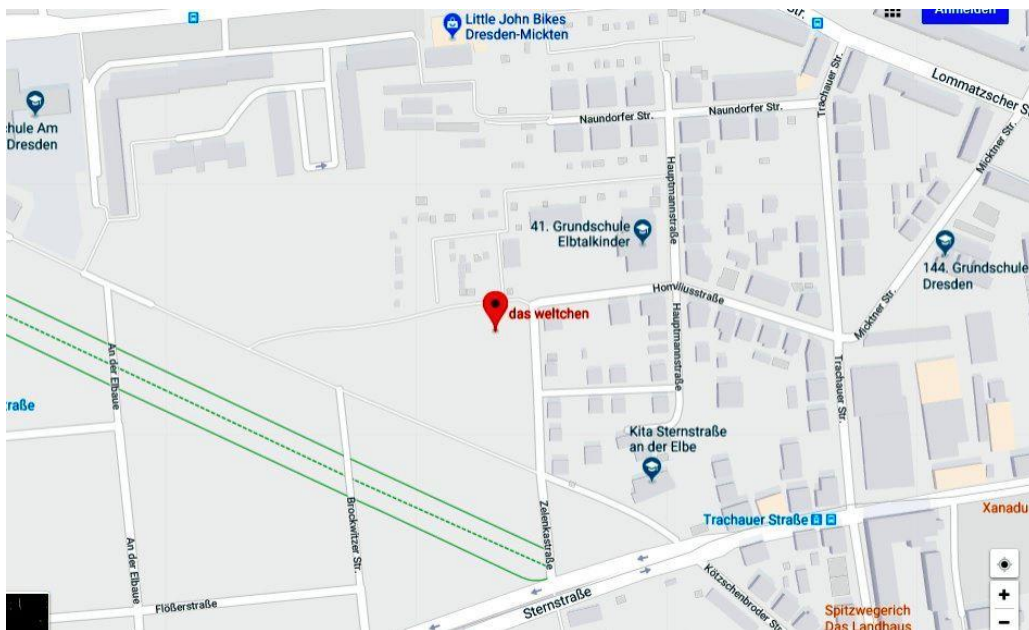 Anmelden
Little John Bikes
Dresden-Mickten
Lommatzscher S
Trachauer Str.
Naundorfer Str.
Naundorfer Str.
Micktner Str.
hule Am
Dresden
Hauptmannstraße
41. Grundschule
Elbtalkinder
144. Grundschule
Dresden
Homiliusstraße
das weltchen
Hauptmannstraße
Micktner Str.
An der Elbaue
Trachauer Str.
raße
Kita Sternstraße
an der Elbe
Zelenkastraße
Brockwitzer Str.
Trachauer Straße
Xanadu
An der Elbaue
Kötzschenbroder Str.
Flößerstraße
Sternstraße
Spitzwegerich
Das Landhaus
+
−